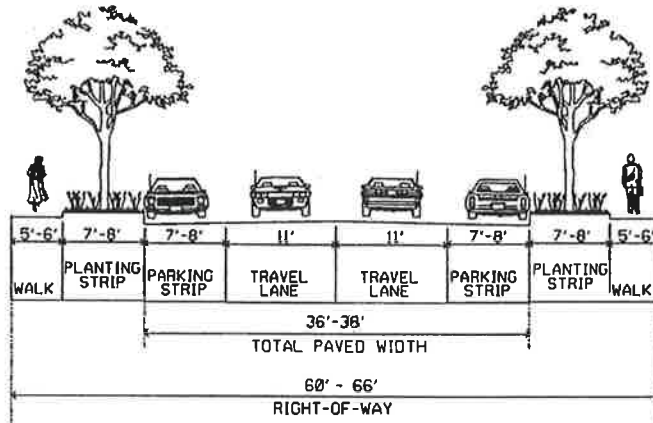 5'-6' 7'-8' 7'-8' 11' 11' 7'-8' 7'-8' 5'-6'
WALK PLANTING STRIP PARKING STRIP TRAVEL LANE TRAVEL LANE PARKING STRIP PLANTING STRIP WALK
36'-38'
TOTAL PAVED WIDTH
60' - 66'
RIGHT-OF-WAY